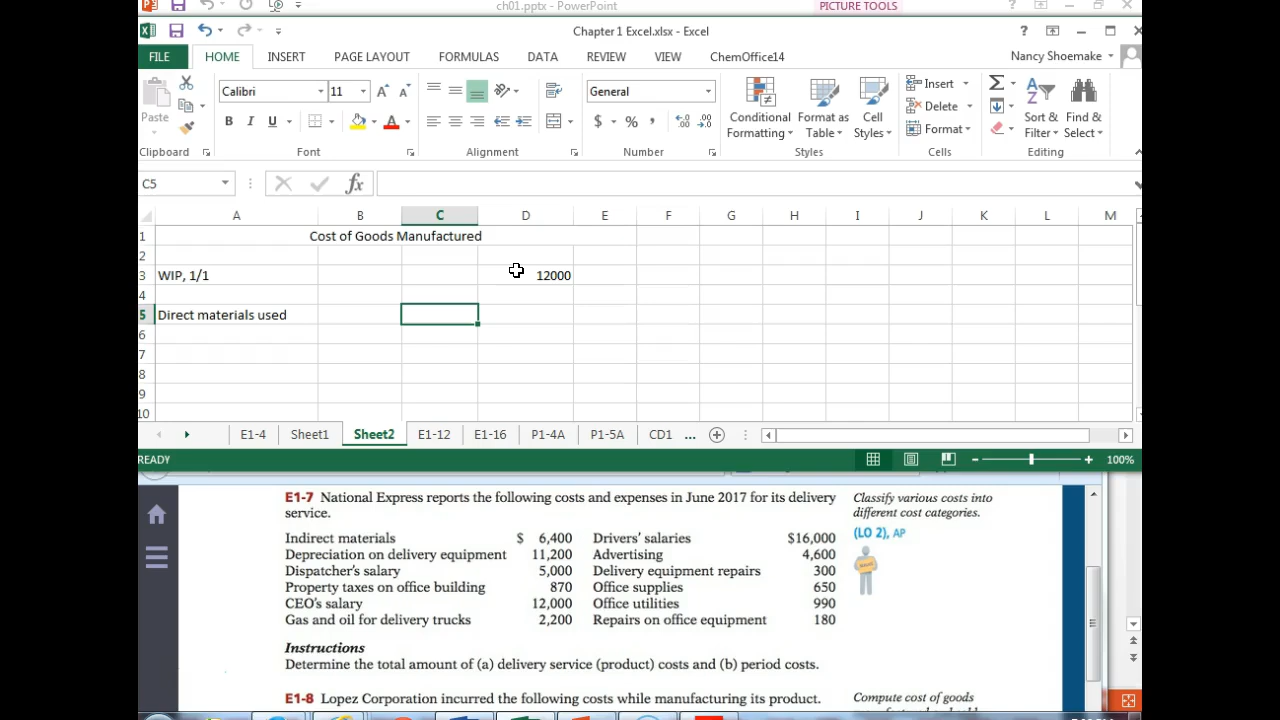 ch01.pptx - PowerPoint
PICTURE TOOLS
Chapter 1 Excel.xlsx - Excel
FILE HOME INSERT PAGE LAYOUT FORMULAS DATA REVIEW VIEW ChemOffice14 Nancy Shoemake
Paste
Calibri 11
B I U
General
$ % ,
Conditional Formatting
Format as Table
Cell Styles
Insert
Delete
Format
Sort & Filter
Find & Select
Clipboard Font Alignment Number Styles Cells Editing
C5 fx
A B C D E F G H I J K L M
1 Cost of Goods Manufactured
2
3 WIP, 1/1 12000
4
5 Direct materials used
6
7
8
9
10
E1-4 Sheet1 Sheet2 E1-12 E1-16 P1-4A P1-5A CD1 ...
READY 100%
E1-7 National Express reports the following costs and expenses in June 2017 for its delivery
service.
Classify various costs into
different cost categories.
(LO 2), AP
Indirect materials $ 6,400 Drivers' salaries $16,000
Depreciation on delivery equipment 11,200 Advertising 4,600
Dispatcher's salary 5,000 Delivery equipment repairs 300
Property taxes on office building 870 Office supplies 650
CEO's salary 12,000 Office utilities 990
Gas and oil for delivery trucks 2,200 Repairs on office equipment 180
Instructions
Determine the total amount of (a) delivery service (product) costs and (b) period costs.
E1-8 Lopez Corporation incurred the following costs while manufacturing its product.
Compute cost of goods